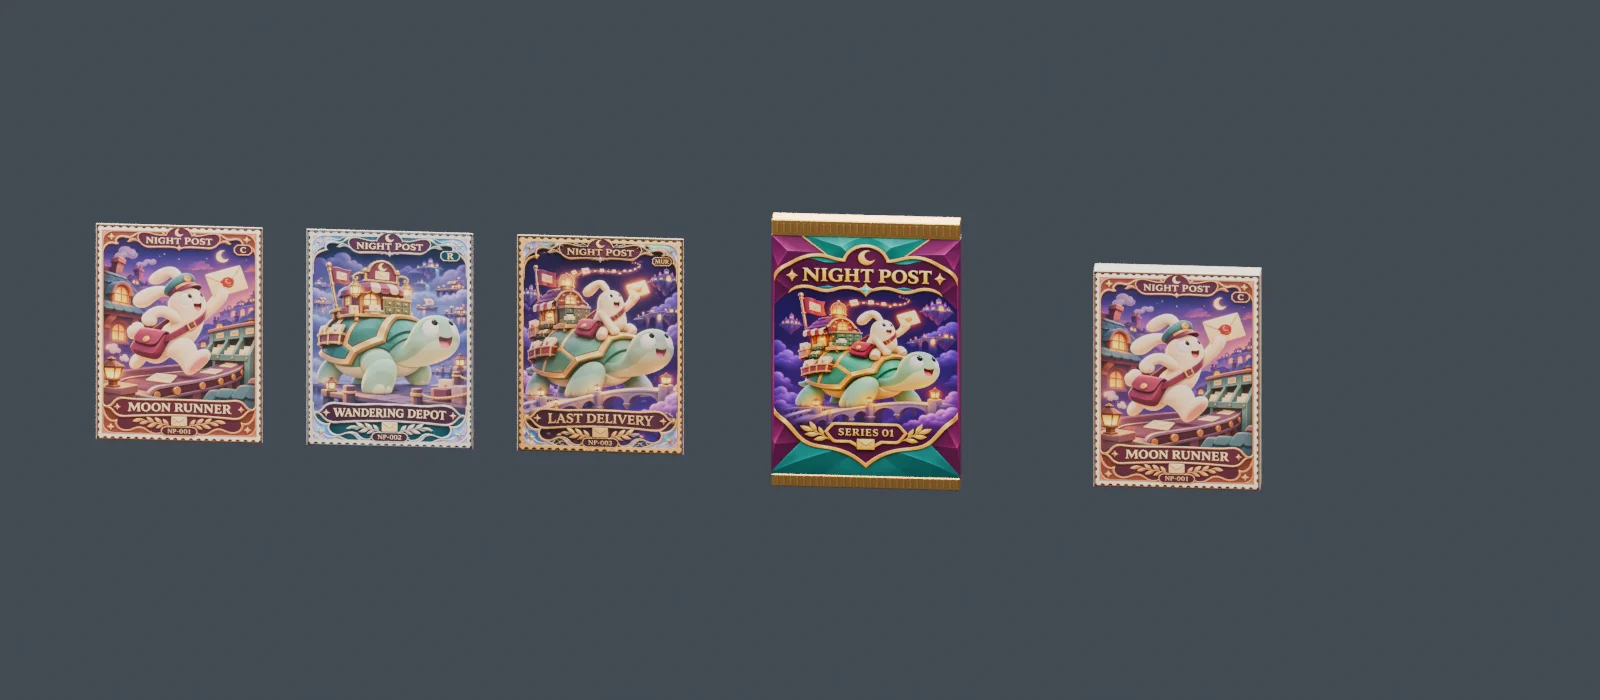 NIGHT POST
C
MOON RUNNER
NP-001
NIGHT POST
R
WANDERING DEPOT
NP-002
NIGHT POST
MUR
LAST DELIVERY
NP-003
NIGHT POST
SERIES 01
NIGHT POST
C
MOON RUNNER
NP-001